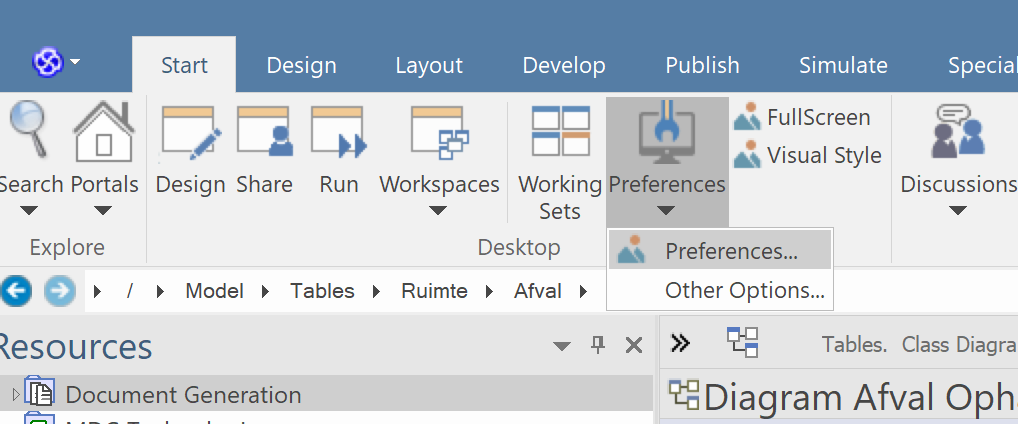 Start Design Layout Develop Publish Simulate Special
FullScreen
Visual Style
Search Portals Design Share Run Workspaces Working Sets Preferences Discussions
Explore Desktop
Preferences...
Other Options...
/ Model Tables Ruimte Afval
Resources
Tables. Class Diagra
Document Generation
Diagram Afval Oph